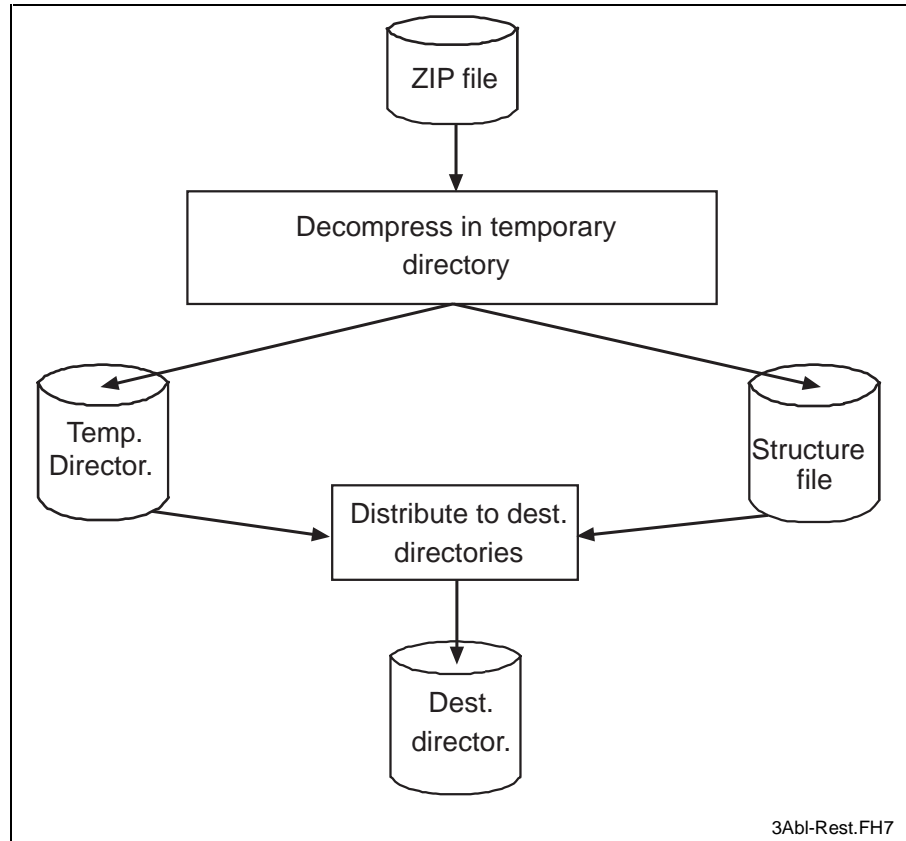 ZIP file
Decompress in temporary
directory
Temp.
Director.
Structure
file
Distribute to dest.
directories
Dest.
director.
3Abl-Rest.FH7